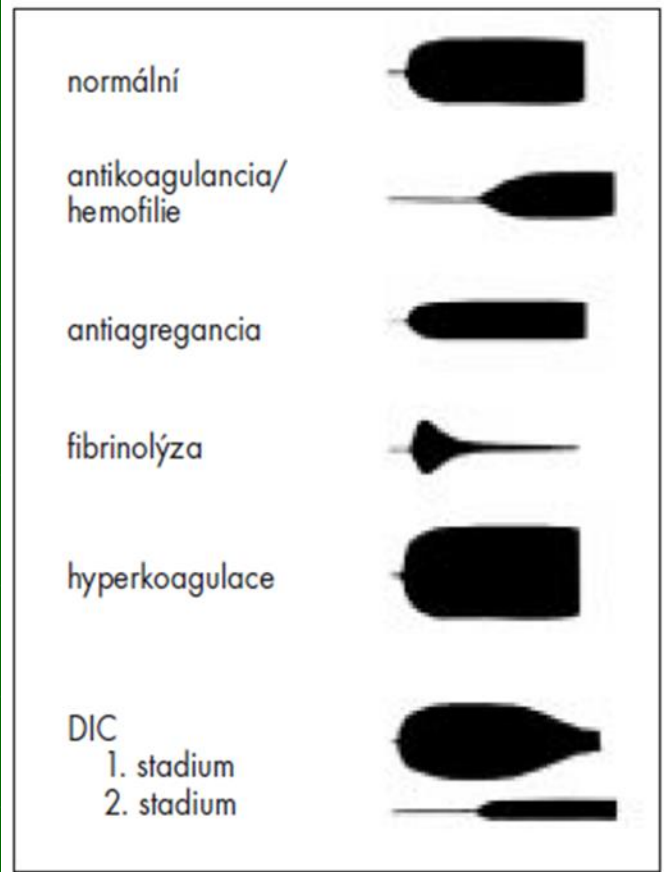 normální
antikoagulancia/
hemofilie
antiagregancia
fibrinolýza
hyperkoagulace
DIC
1. stadium
2. stadium